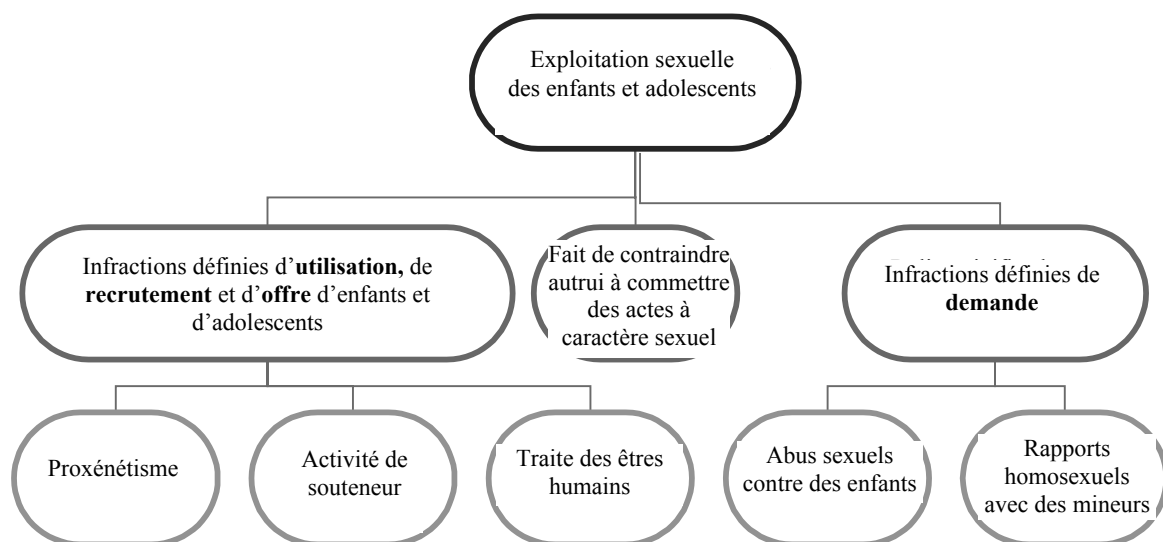 Exploitation sexuelle
des enfants et adolescents
Infractions définies d'utilisation, de
recrutement et d'offre d'enfants et
d'adolescents
Fait de contraindre
autrui à commettre
des actes à
caractère sexuel
Infractions définies de
demande
Proxénétisme
Activité de
souteneur
Traite des êtres
humains
Abus sexuels
contre des enfants
Rapports
homosexuels
avec des mineurs